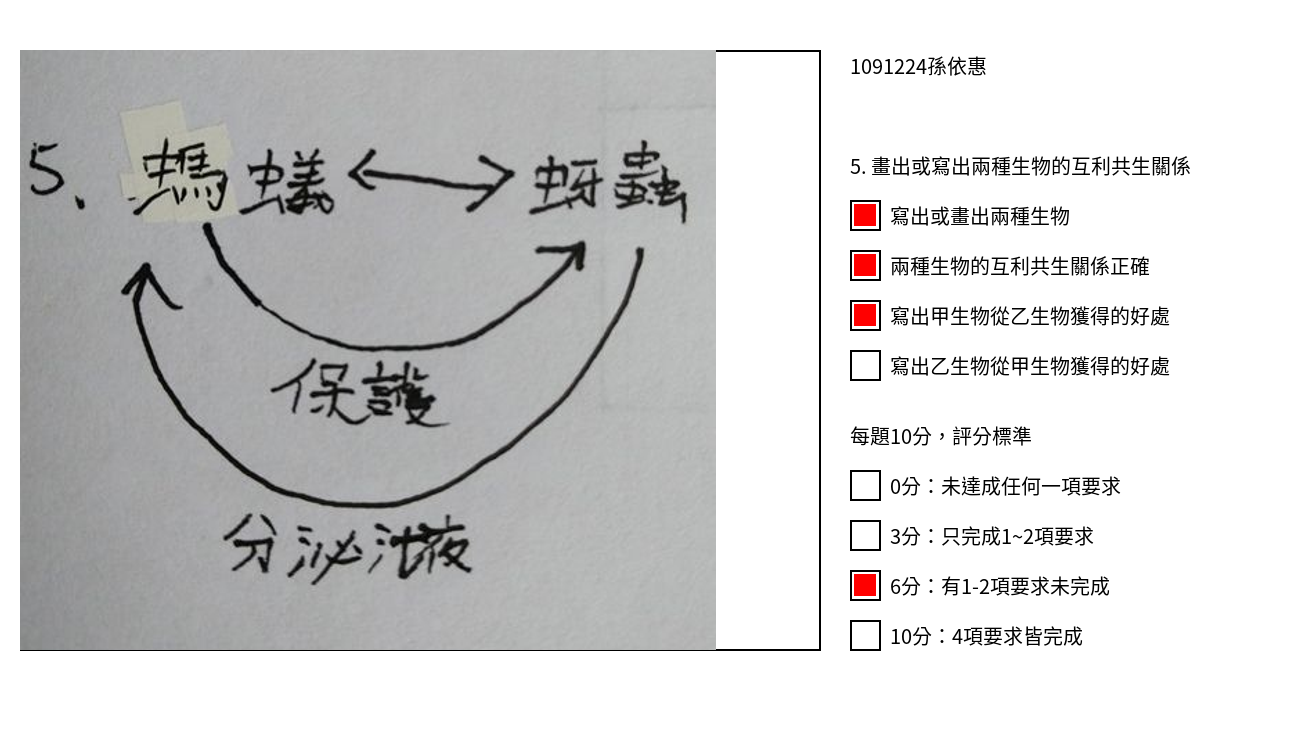 5. 螞蟻 ↔ 蚜蟲
保護
分泌汁液
1091224孫依惠
5. 畫出或寫出兩種生物的互利共生關係
寫出或畫出兩種生物
兩種生物的互利共生關係正確
寫出甲生物從乙生物獲得的好處
寫出乙生物從甲生物獲得的好處
每題10分，評分標準
0分：未達成任何一項要求
3分：只完成1~2項要求
6分：有1-2項要求未完成
10分：4項要求皆完成